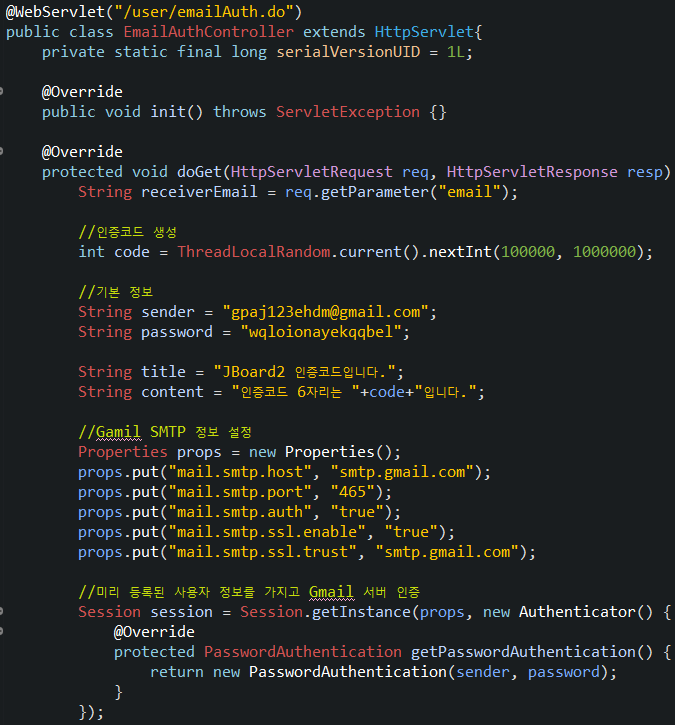 @WebServlet("/user/emailAuth.do")
public class EmailAuthController extends HttpServlet{
private static final long serialVersionUID = 1L;
@Override
public void init() throws ServletException {}
@Override
protected void doGet(HttpServletRequest req, HttpServletResponse resp)
String receiverEmail = req.getParameter("email");
//인증코드 생성
int code = ThreadLocalRandom.current().nextInt(100000, 1000000);
//기본 정보
String sender = "gpaj123ehdm@gmail.com";
String password = "wqloionayekqqbel";
String title = "JBoard2 인증코드입니다.";
String content = "인증코드 6자리는 "+code+"입니다.";
//Gamil SMTP 정보 설정
Properties props = new Properties();
props.put("mail.smtp.host", "smtp.gmail.com");
props.put("mail.smtp.port", "465");
props.put("mail.smtp.auth", "true");
props.put("mail.smtp.ssl.enable", "true");
props.put("mail.smtp.ssl.trust", "smtp.gmail.com");
//미리 등록된 사용자 정보를 가지고 Gmail 서버 인증
Session session = Session.getInstance(props, new Authenticator() {
@Override
protected PasswordAuthentication getPasswordAuthentication() {
return new PasswordAuthentication(sender, password);
}
});